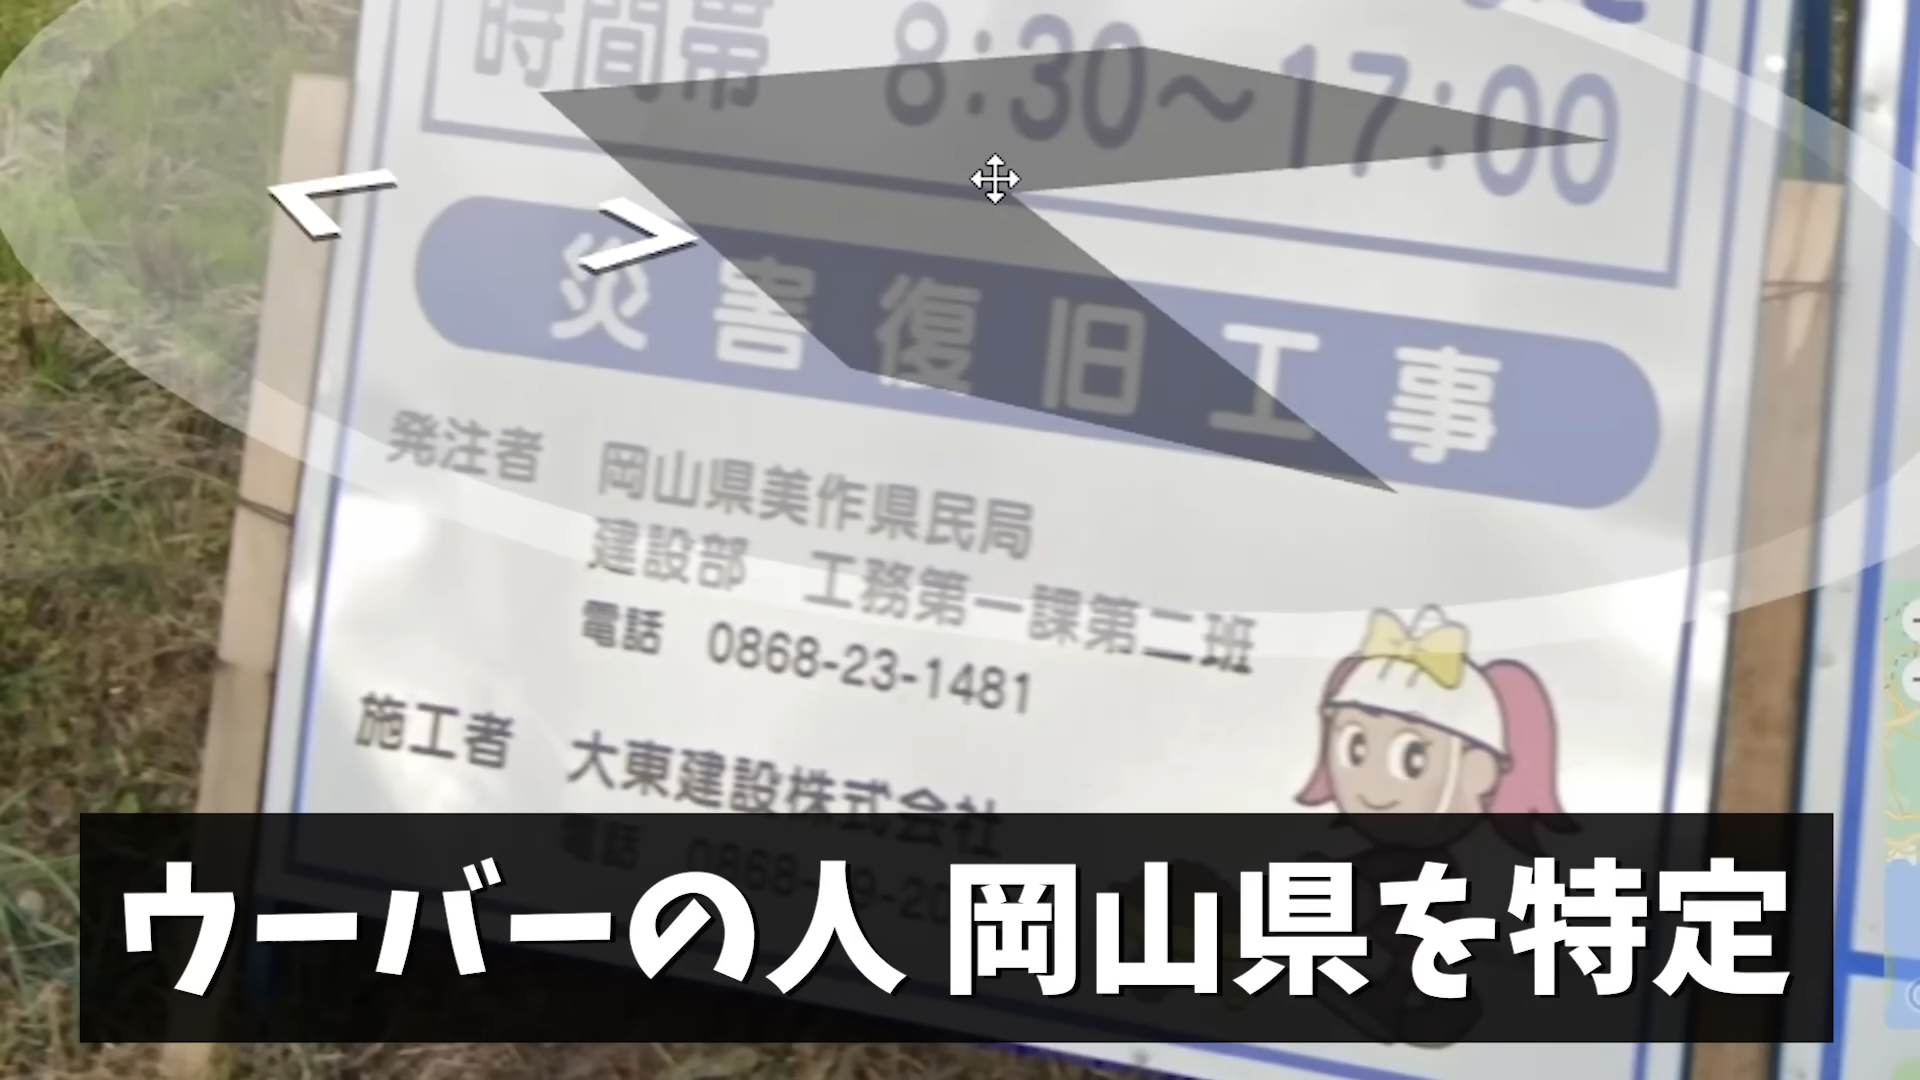 時間帯 8:30～17:00
災害復旧工事
発注者 岡山県美作県民局
建設部 工務第一課第二班
電話 0868-23-1481
施工者 大東建設株式会社
電話 0868-
ウーバーの人 岡山県を特定